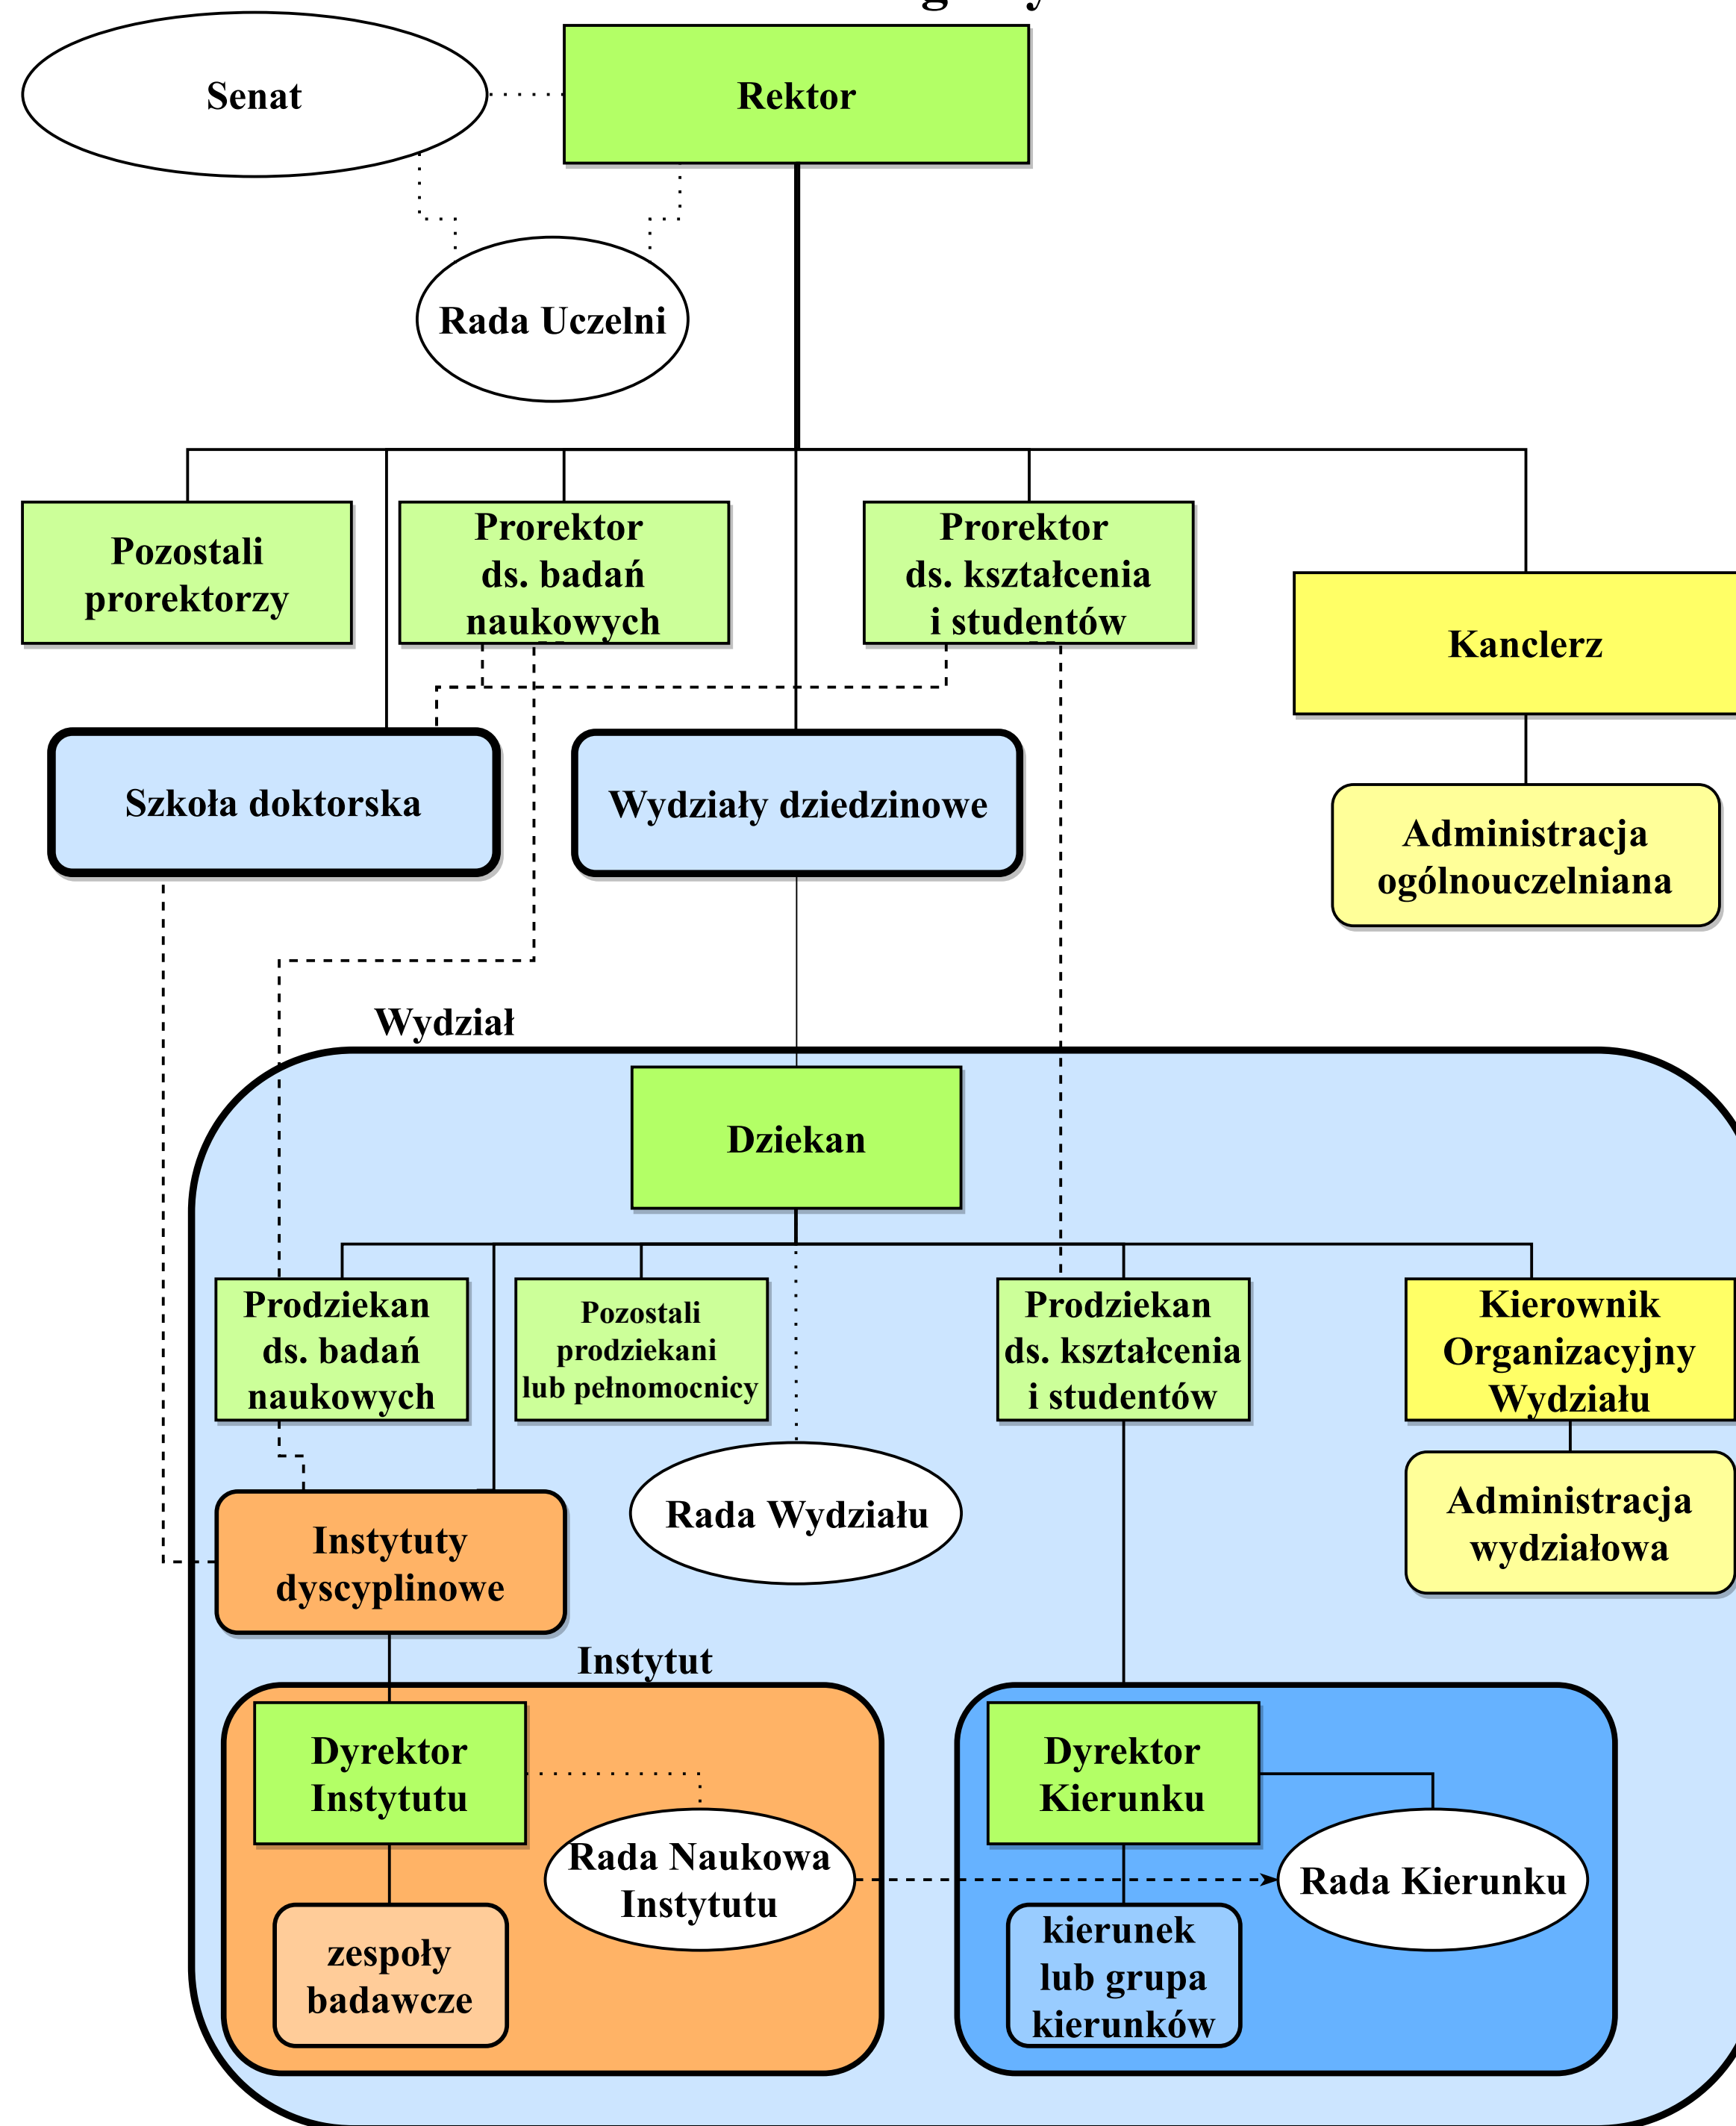 Senat
Rektor
Rada Uczelni
Pozostali
prorektorzy
Prorektor
ds. badań
naukowych
Prorektor
ds. kształcenia
i studentów
Kanclerz
Szkoła doktorska
Wydziały dziedzinowe
Administracja
ogólnouczelniana
Wydział
Dziekan
Prodziekan
ds. badań
naukowych
Pozostali
prodziekani
lub pełnomocnicy
Prodziekan
ds. kształcenia
i studentów
Kierownik
Organizacyjny
Wydziału
Rada Wydziału
Administracja
wydziałowa
Instytuty
dyscyplinowe
Instytut
Dyrektor
Instytutu
Rada Naukowa
Instytutu
zespoły
badawcze
Dyrektor
Kierunku
Rada Kierunku
kierunek
lub grupa
kierunków